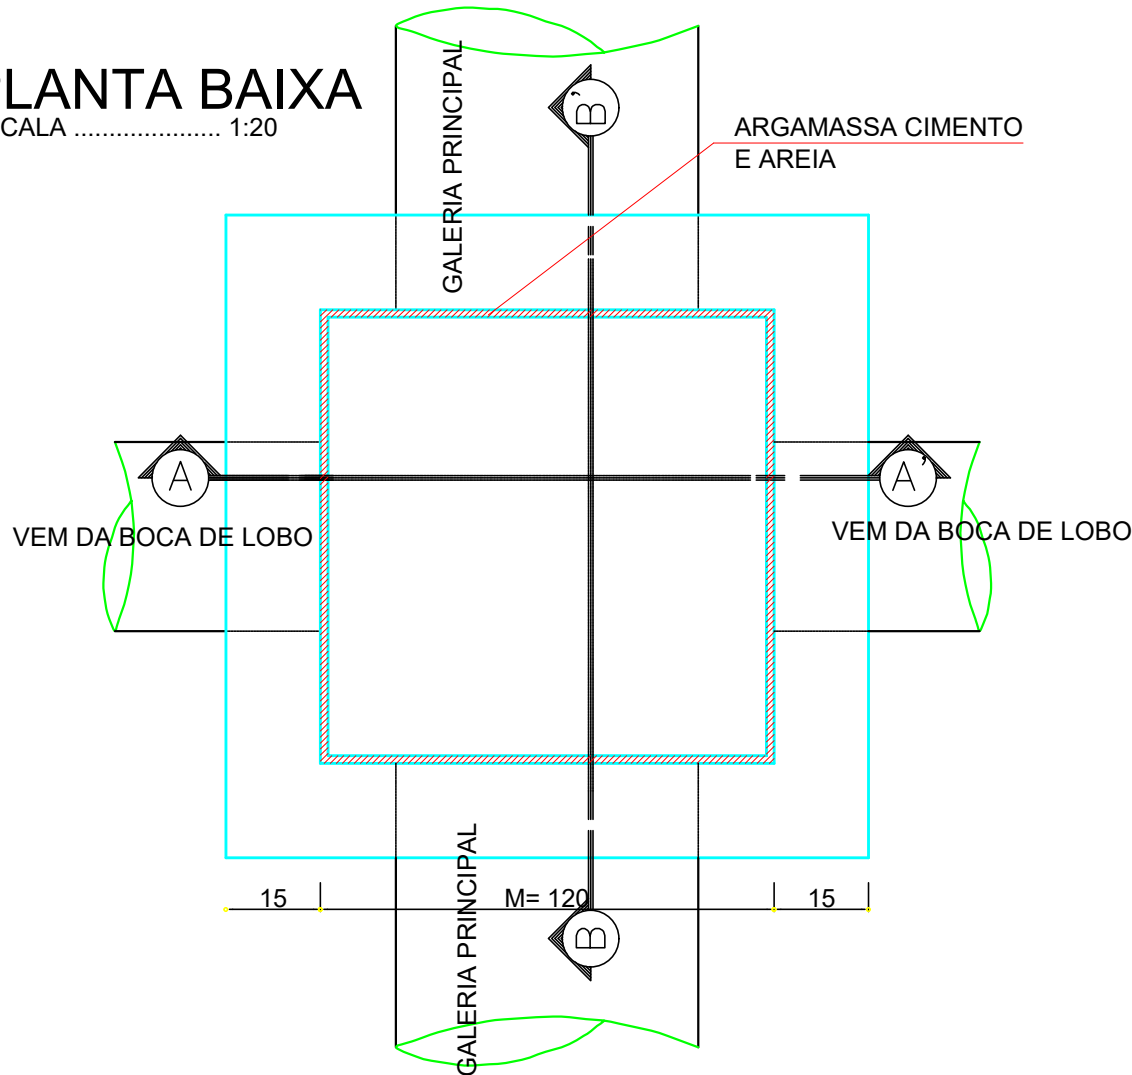 LANTA BAIXA
CALA ..................... 1:20
GALERIA PRINCIPAL
B'
ARGAMASSA CIMENTO
E AREIA
A
A'
VEM DA BOCA DE LOBO
VEM DA BOCA DE LOBO
15
M= 120
15
GALERIA PRINCIPAL
B